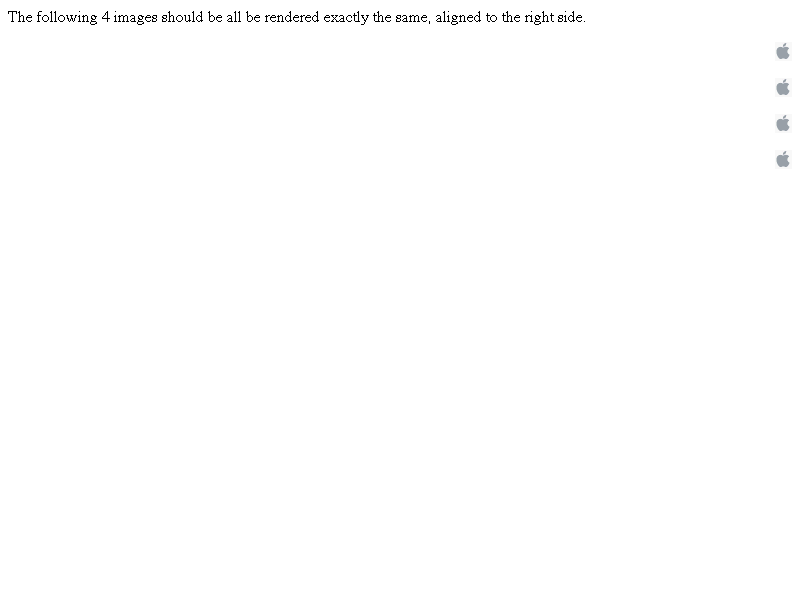 The following 4 images should be all be rendered exactly the same, aligned to the right side.